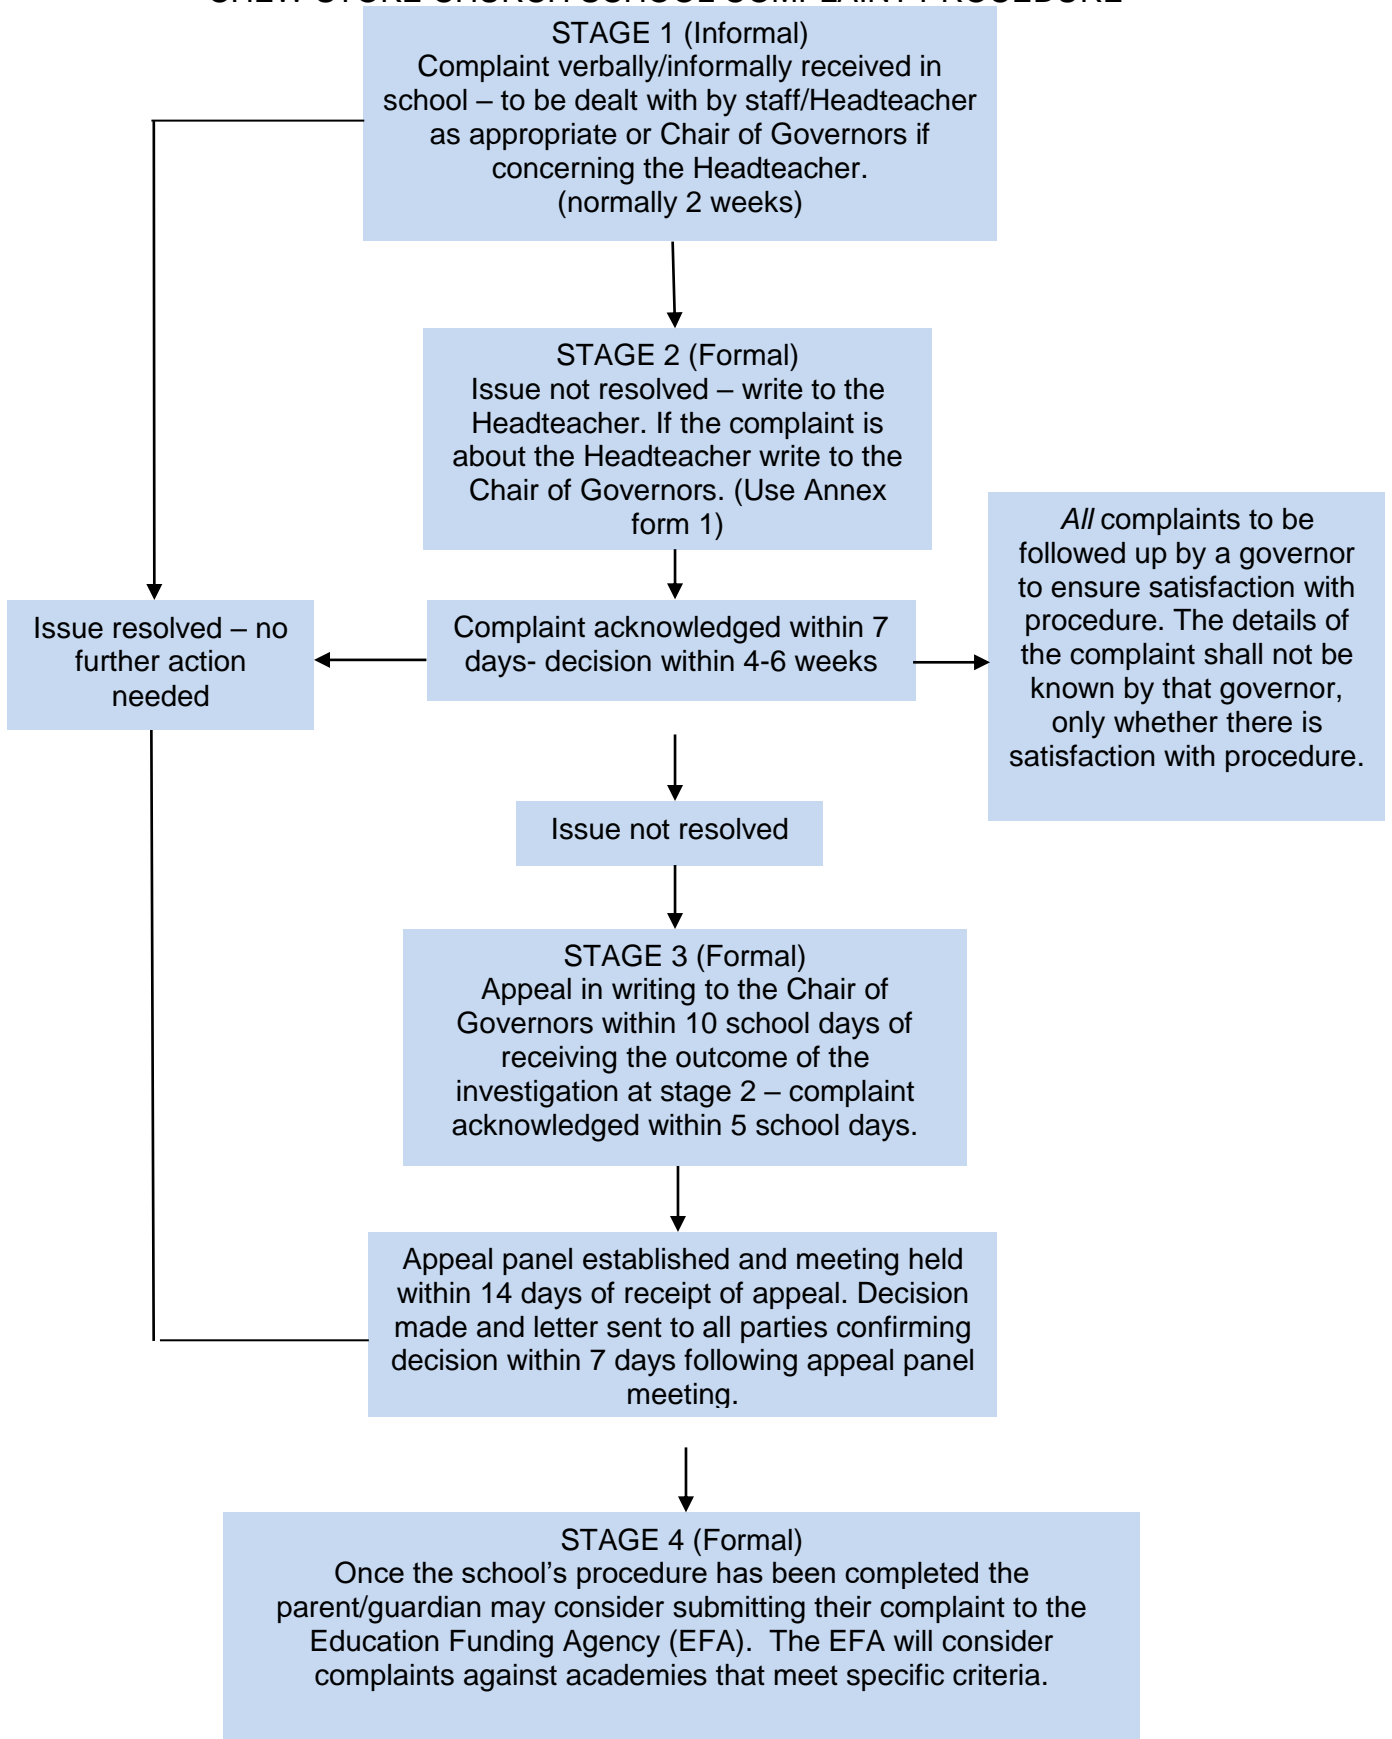 CHEW STOKE CHURCH SCHOOL COMPLAINT PROCEDURE
STAGE 1 (Informal)
Complaint verbally/informally received in
school – to be dealt with by staff/Headteacher
as appropriate or Chair of Governors if
concerning the Headteacher.
(normally 2 weeks)
STAGE 2 (Formal)
Issue not resolved – write to the
Headteacher. If the complaint is
about the Headteacher write to the
Chair of Governors. (Use Annex
form 1)
All complaints to be
followed up by a governor
to ensure satisfaction with
procedure. The details of
the complaint shall not be
known by that governor,
only whether there is
satisfaction with procedure.
Issue resolved – no
further action
needed
Complaint acknowledged within 7
days- decision within 4-6 weeks
Issue not resolved
STAGE 3 (Formal)
Appeal in writing to the Chair of
Governors within 10 school days of
receiving the outcome of the
investigation at stage 2 – complaint
acknowledged within 5 school days.
Appeal panel established and meeting held
within 14 days of receipt of appeal. Decision
made and letter sent to all parties confirming
decision within 7 days following appeal panel
meeting.
STAGE 4 (Formal)
Once the school’s procedure has been completed the
parent/guardian may consider submitting their complaint to the
Education Funding Agency (EFA).  The EFA will consider
complaints against academies that meet specific criteria.